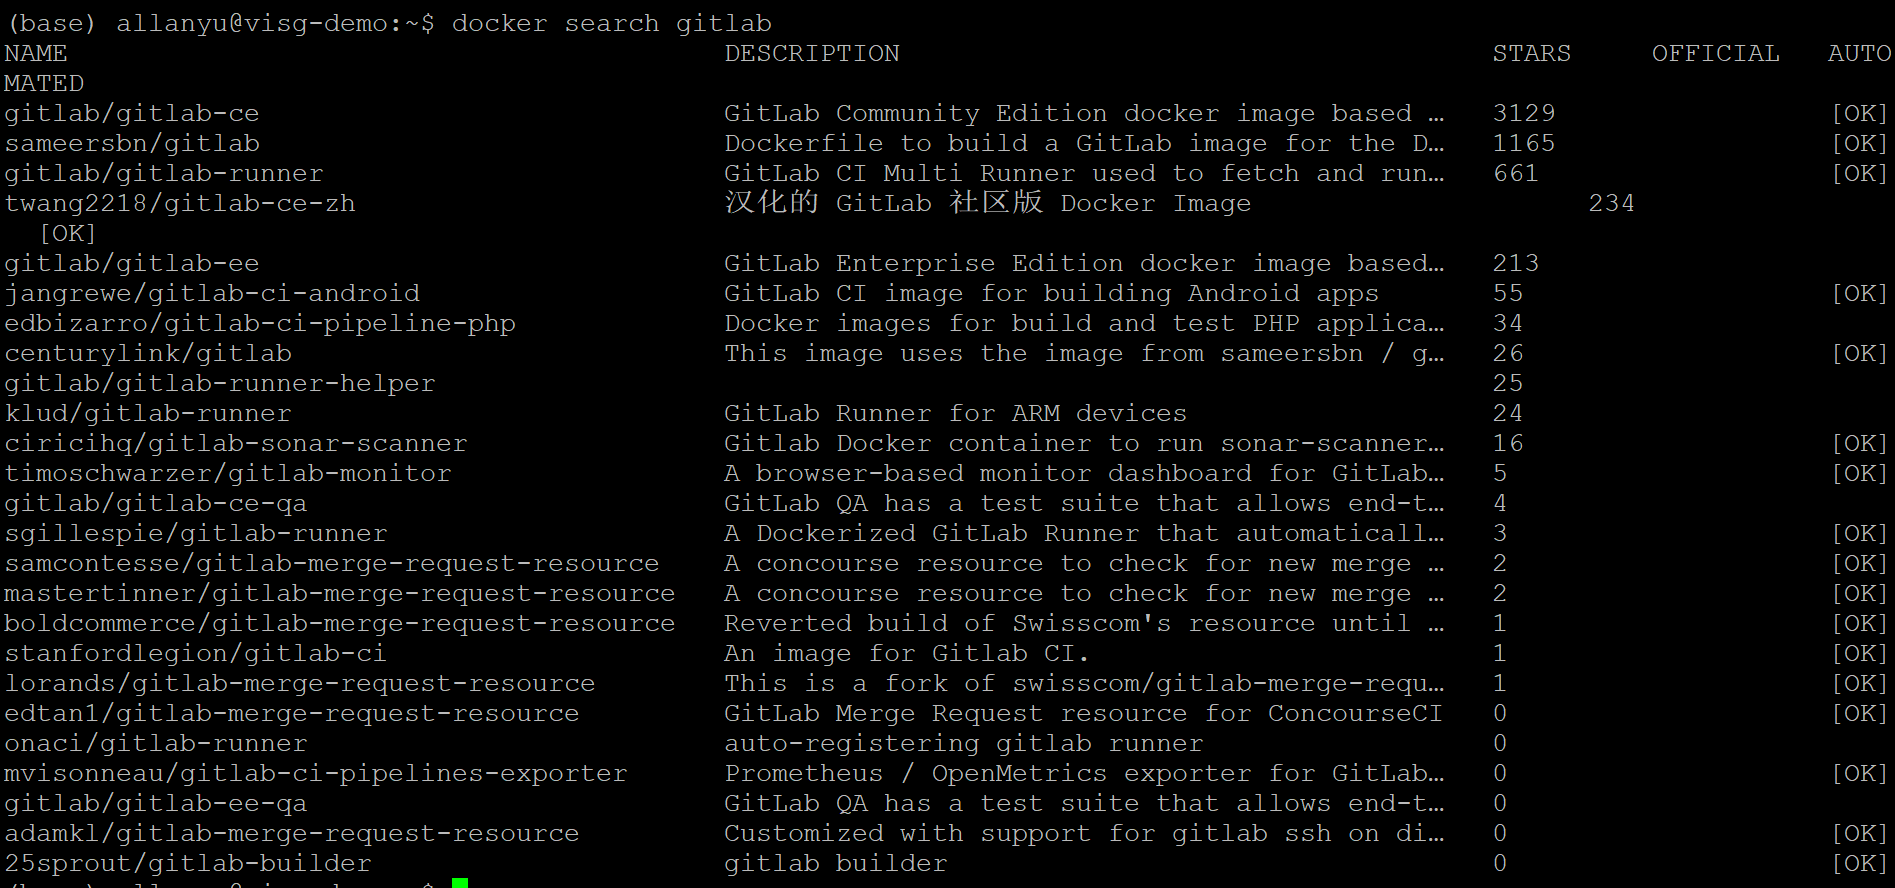 (base) allanyu@visg-demo:~$ docker search gitlab
NAME DESCRIPTION STARS OFFICIAL AUTO
MATED
gitlab/gitlab-ce GitLab Community Edition docker image based … 3129 [OK]
sameersbn/gitlab Dockerfile to build a GitLab image for the D… 1165 [OK]
gitlab/gitlab-runner GitLab CI Multi Runner used to fetch and run… 661 [OK]
twang2218/gitlab-ce-zh 汉化的 GitLab 社区版 Docker Image 234
[OK]
gitlab/gitlab-ee GitLab Enterprise Edition docker image based… 213
jangrewe/gitlab-ci-android GitLab CI image for building Android apps 55 [OK]
edbizarro/gitlab-ci-pipeline-php Docker images for build and test PHP applica… 34
centurylink/gitlab This image uses the image from sameersbn / g… 26 [OK]
gitlab/gitlab-runner-helper 25
klud/gitlab-runner GitLab Runner for ARM devices 24
ciricihq/gitlab-sonar-scanner Gitlab Docker container to run sonar-scanner… 16 [OK]
timoschwarzer/gitlab-monitor A browser-based monitor dashboard for GitLab… 5 [OK]
gitlab/gitlab-ce-qa GitLab QA has a test suite that allows end-t… 4
sgillespie/gitlab-runner A Dockerized GitLab Runner that automaticall… 3 [OK]
samcontesse/gitlab-merge-request-resource A concourse resource to check for new merge … 2 [OK]
mastertinner/gitlab-merge-request-resource A concourse resource to check for new merge … 2 [OK]
boldcommerce/gitlab-merge-request-resource Reverted build of Swisscom's resource until … 1 [OK]
stanfordlegion/gitlab-ci An image for Gitlab CI. 1 [OK]
lorands/gitlab-merge-request-resource This is a fork of swisscom/gitlab-merge-requ… 1 [OK]
edtan1/gitlab-merge-request-resource GitLab Merge Request resource for ConcourseCI 0 [OK]
onaci/gitlab-runner auto-registering gitlab runner 0
mvisonneau/gitlab-ci-pipelines-exporter Prometheus / OpenMetrics exporter for GitLab… 0 [OK]
gitlab/gitlab-ee-qa GitLab QA has a test suite that allows end-t… 0
adamkl/gitlab-merge-request-resource Customized with support for gitlab ssh on di… 0 [OK]
25sprout/gitlab-builder gitlab builder 0 [OK]